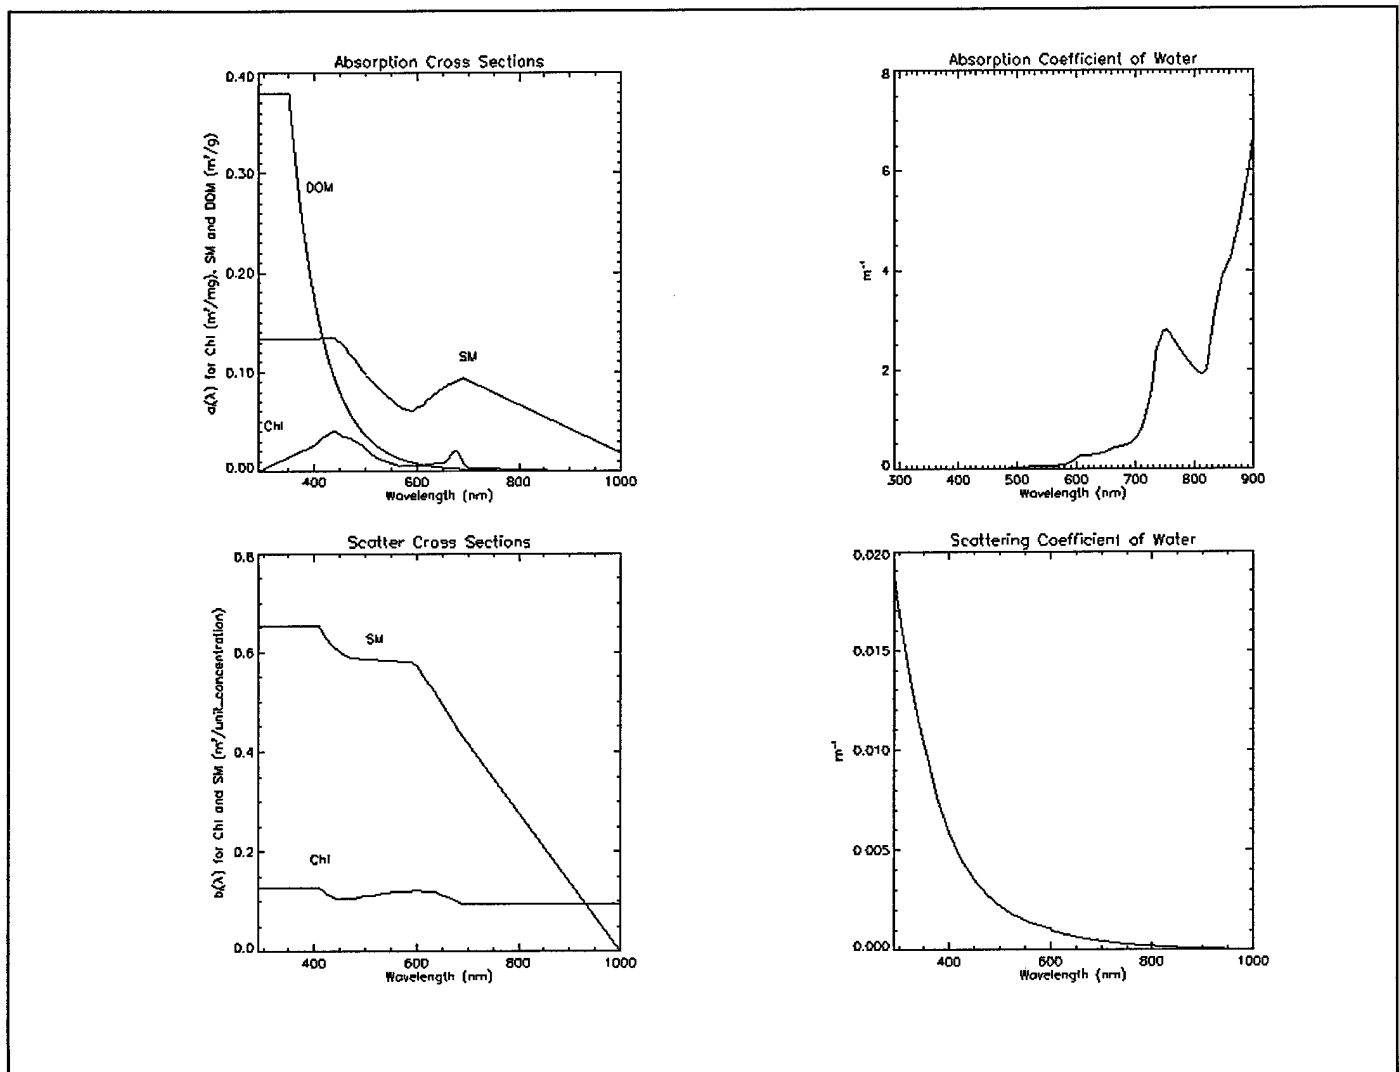 Absorption Cross Sections
0.40
0.30
0.20
0.10
0.00
a(λ) for Chl (m²/mg), SM and DOM (m²/g)
DOM
SM
Chl
400 600 800 1000
Wavelength (nm)
Absorption Coefficient of Water
8
6
4
2
0
m⁻¹
300 400 500 600 700 800 900
Wavelength (nm)
Scatter Cross Sections
0.8
0.6
0.4
0.2
0.0
b(λ) for Chl and SM (m²/unit_concentration)
SM
Chl
400 600 800 1000
Wavelength (nm)
Scattering Coefficient of Water
0.020
0.015
0.010
0.005
0.000
m⁻¹
400 600 800 1000
Wavelength (nm)